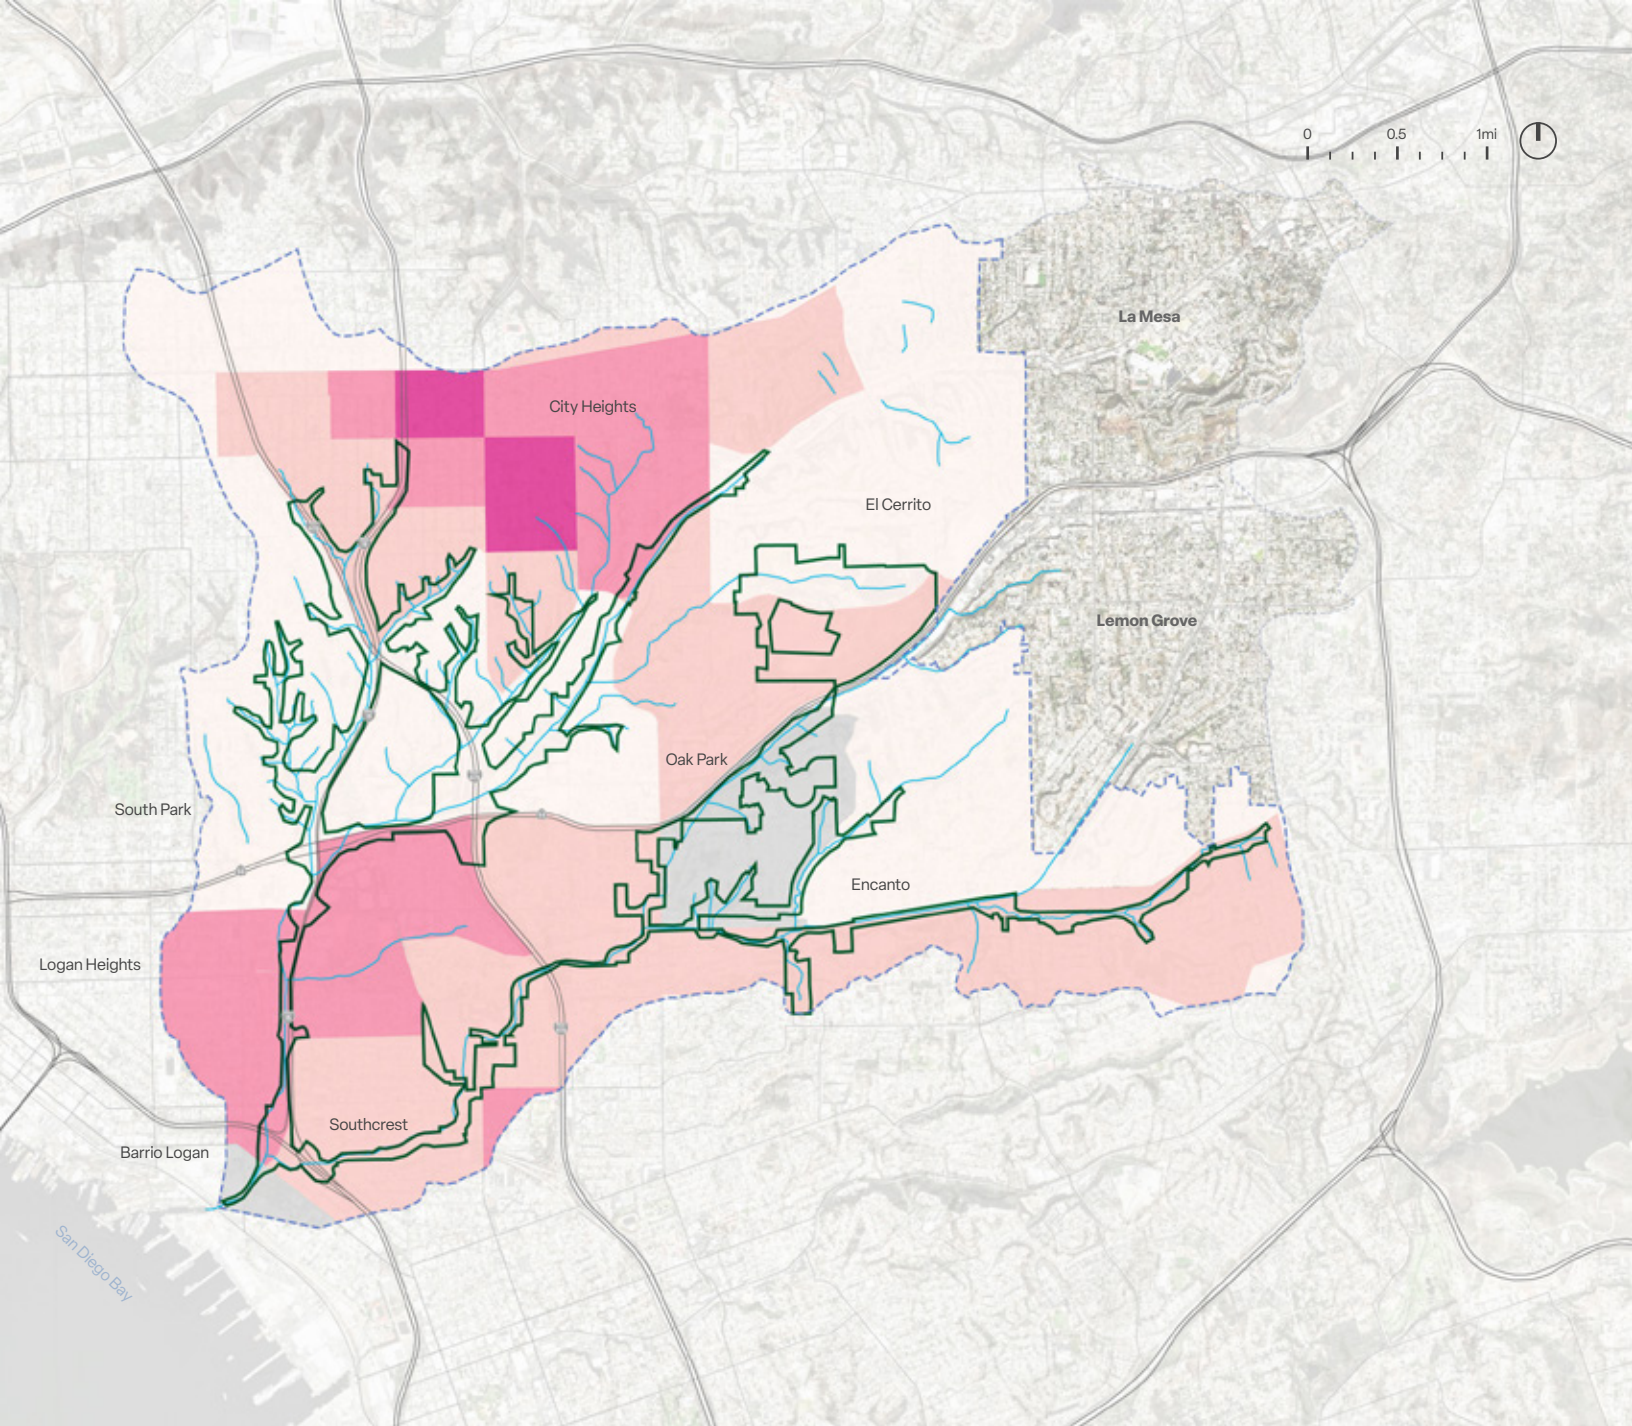 0 0.5 1mi
La Mesa
City Heights
El Cerrito
Lemon Grove
Oak Park
South Park
Encanto
Logan Heights
Southcrest
Barrio Logan
San Diego Bay